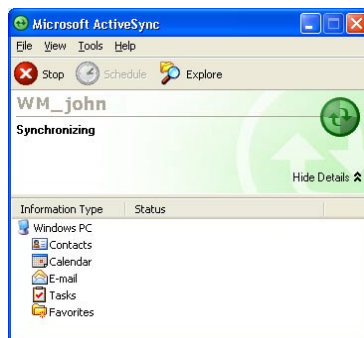 Microsoft ActiveSync
File View Tools Help
Stop Schedule Explore
WM_john
Synchronizing
Hide Details
Information Type Status
Windows PC
Contacts
Calendar
E-mail
Tasks
Favorites